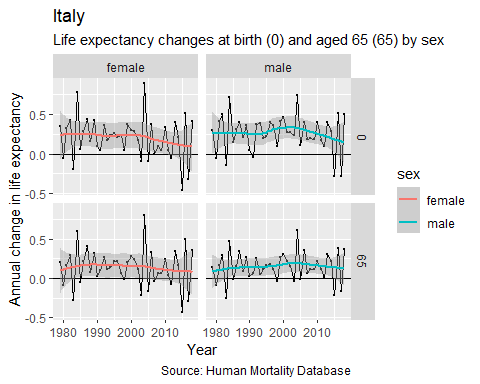 Italy
Life expectancy changes at birth (0) and aged 65 (65) by sex
female male
0.5
0.0
-0.5
0
0.5
0.0
-0.5
65
Annual change in life expectancy
1980 1990 2000 2010 1980 1990 2000 2010
Year
sex
female
male
Source: Human Mortality Database